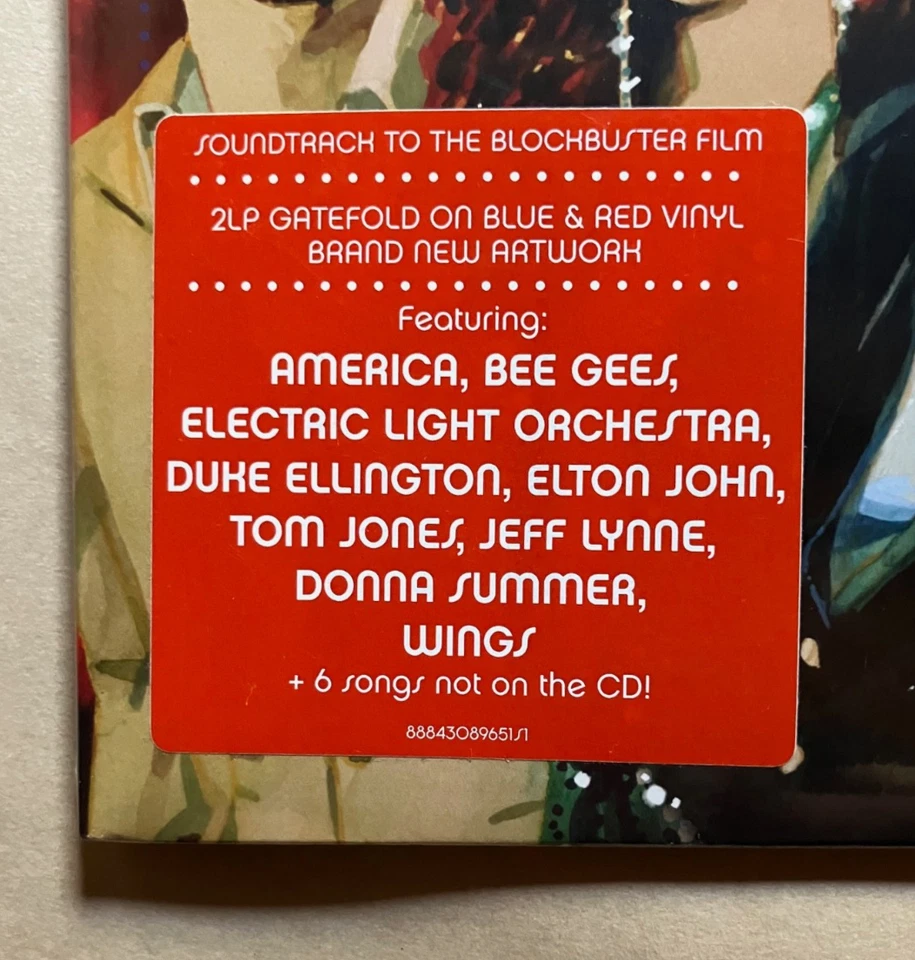 SOUNDTRACK TO THE BLOCKBUSTER FILM
2LP GATEFOLD ON BLUE & RED VINYL
BRAND NEW ARTWORK
Featuring:
AMERICA, BEE GEES,
ELECTRIC LIGHT ORCHESTRA,
DUKE ELLINGTON, ELTON JOHN,
TOM JONES, JEFF LYNNE,
DONNA SUMMER,
WINGS
+ 6 songs not on the CD!
88843089651S1